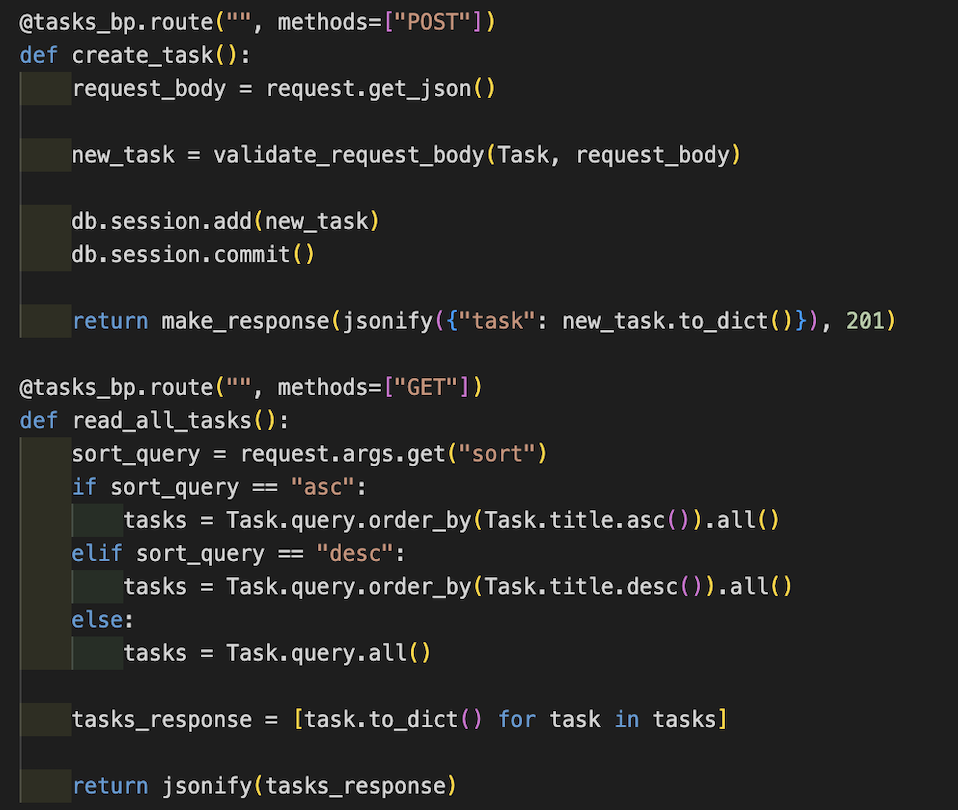 @tasks_bp.route("", methods=["POST"])
def create_task():
    request_body = request.get_json()

    new_task = validate_request_body(Task, request_body)

    db.session.add(new_task)
    db.session.commit()

    return make_response(jsonify({"task": new_task.to_dict()}), 201)

@tasks_bp.route("", methods=["GET"])
def read_all_tasks():
    sort_query = request.args.get("sort")
    if sort_query == "asc":
        tasks = Task.query.order_by(Task.title.asc()).all()
    elif sort_query == "desc":
        tasks = Task.query.order_by(Task.title.desc()).all()
    else:
        tasks = Task.query.all()

    tasks_response = [task.to_dict() for task in tasks]

    return jsonify(tasks_response)